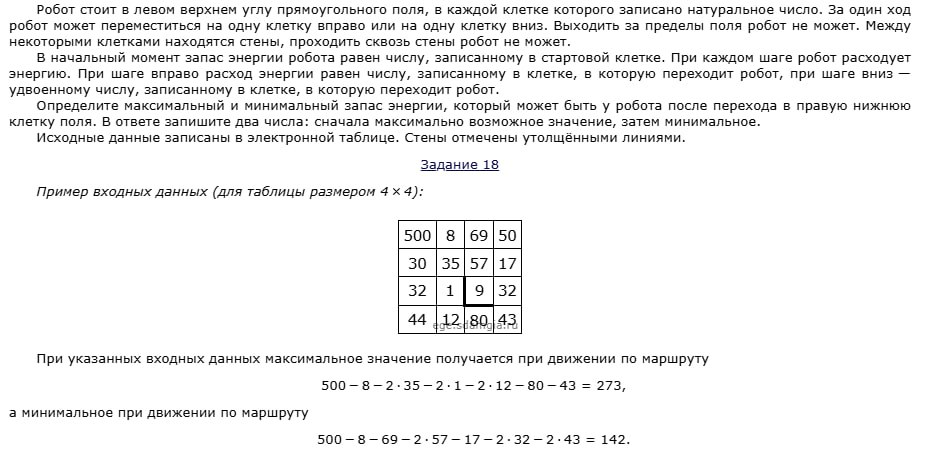 Робот стоит в левом верхнем углу прямоугольного поля, в каждой клетке которого записано натуральное число. За один ход
робот может переместиться на одну клетку вправо или на одну клетку вниз. Выходить за пределы поля робот не может. Между
некоторыми клетками находятся стены, проходить сквозь стены робот не может.
В начальный момент запас энергии робота равен числу, записанному в стартовой клетке. При каждом шаге робот расходует
энергию. При шаге вправо расход энергии равен числу, записанному в клетке, в которую переходит робот, при шаге вниз —
удвоенному числу, записанному в клетке, в которую переходит робот.
Определите максимальный и минимальный запас энергии, который может быть у робота после перехода в правую нижнюю
клетку поля. В ответе запишите два числа: сначала максимально возможное значение, затем минимальное.
Исходные данные записаны в электронной таблице. Стены отмечены утолщёнными линиями.
Задание 18
Пример входных данных (для таблицы размером 4 × 4):
500 8 69 50
30 35 57 17
32 1 9 32
44 12 80 43
ege.sdamgia.ru
При указанных входных данных максимальное значение получается при движении по маршруту
500 – 8 – 2 · 35 – 2 · 1 – 2 · 12 – 80 – 43 = 273,
а минимальное при движении по маршруту
500 – 8 – 69 – 2 · 57 – 17 – 2 · 32 – 2 · 43 = 142.